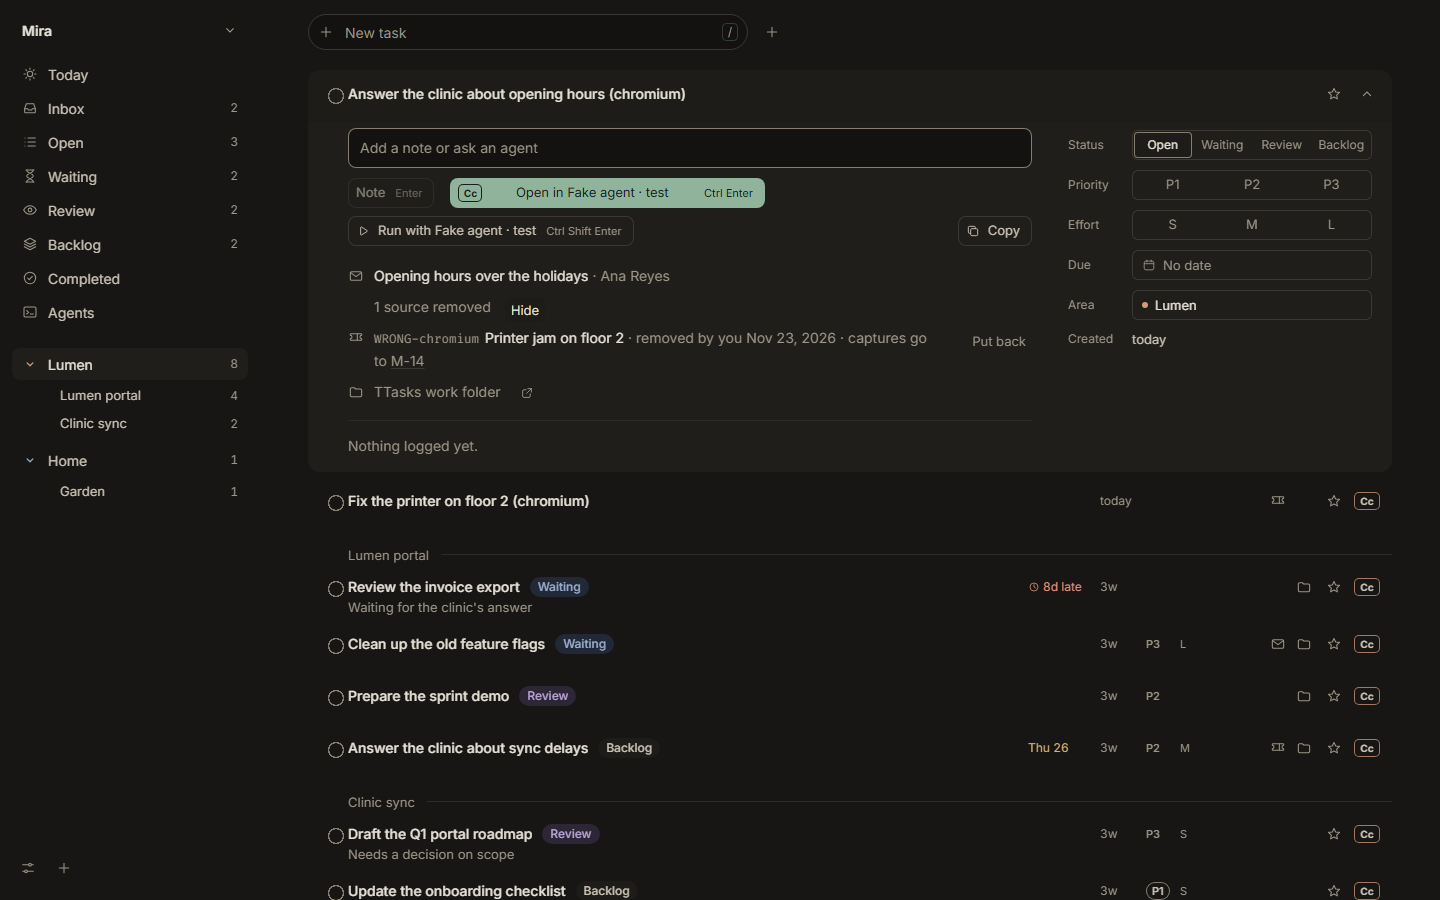 Mira
New task /
Today
Inbox 2
Open 3
Waiting 2
Review 2
Backlog 2
Completed
Agents
Lumen 8
Lumen portal 4
Clinic sync 2
Home 1
Garden 1
Answer the clinic about opening hours (chromium)
Add a note or ask an agent
Note Enter
Cc Open in Fake agent · test Ctrl Enter
Run with Fake agent · test Ctrl Shift Enter
Copy
Opening hours over the holidays · Ana Reyes
1 source removed Hide
WRONG-chromium Printer jam on floor 2 · removed by you Nov 23, 2026 · captures go
to M-14
Put back
TTasks work folder
Nothing logged yet.
Status Open Waiting Review Backlog
Priority P1 P2 P3
Effort S M L
Due No date
Area Lumen
Created today
Fix the printer on floor 2 (chromium) today Cc
Lumen portal
Review the invoice export Waiting 8d late 3w Cc
Waiting for the clinic's answer
Clean up the old feature flags Waiting 3w P3 L Cc
Prepare the sprint demo Review 3w P2 Cc
Answer the clinic about sync delays Backlog Thu 26 3w P2 M Cc
Clinic sync
Draft the Q1 portal roadmap Review 3w P3 S Cc
Needs a decision on scope
Update the onboarding checklist Backlog 3w P1 S Cc